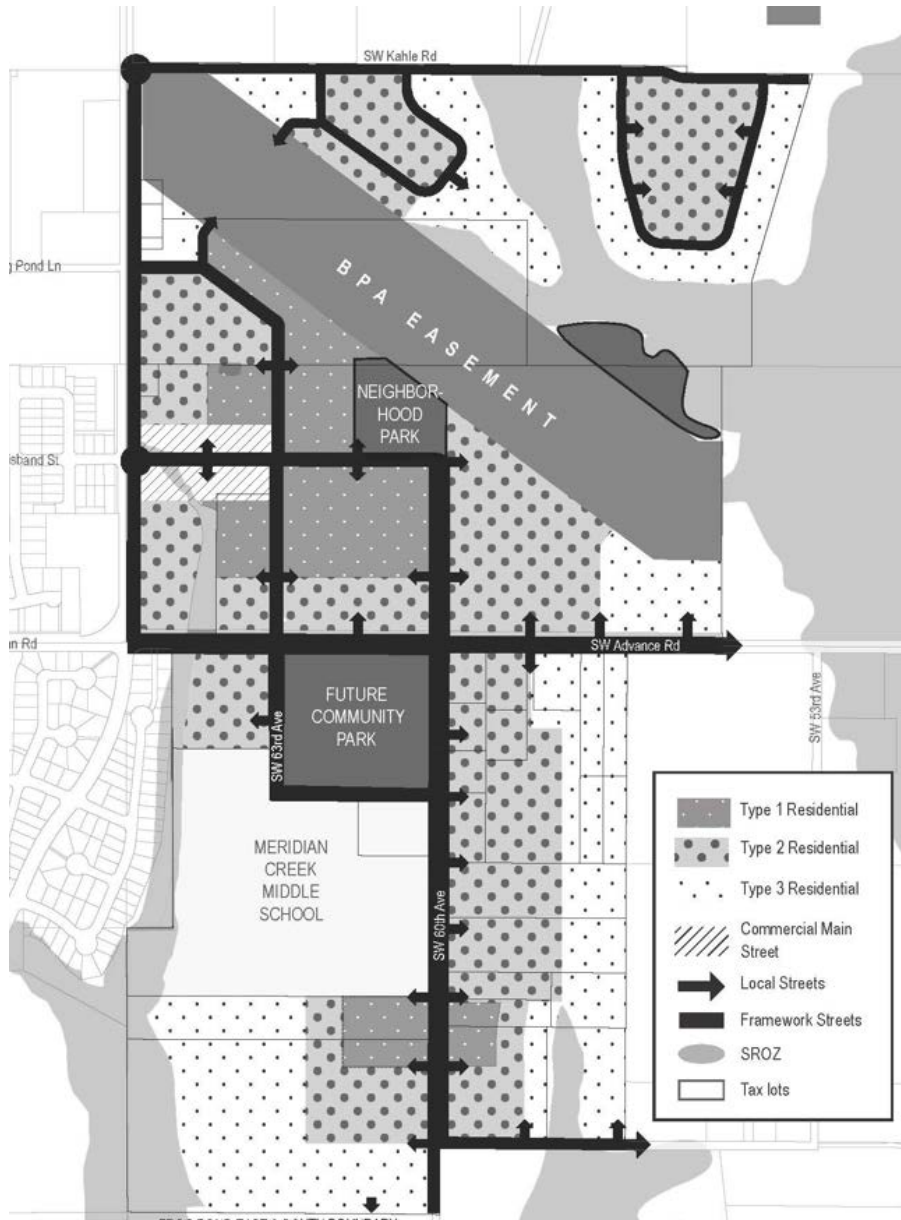 SW Kahle Rd
g Pond Ln
BPA EASEMENT
NEIGHBOR-
HOOD
PARK
sband St
SW Advance Rd
FUTURE
COMMUNITY
PARK
SW 63rd Ave
SW 53rd Ave
MERIDIAN
CREEK
MIDDLE
SCHOOL
SW 60th Ave
Type 1 Residential
Type 2 Residential
Type 3 Residential
Commercial Main
Street
Local Streets
Framework Streets
SROZ
Tax lots